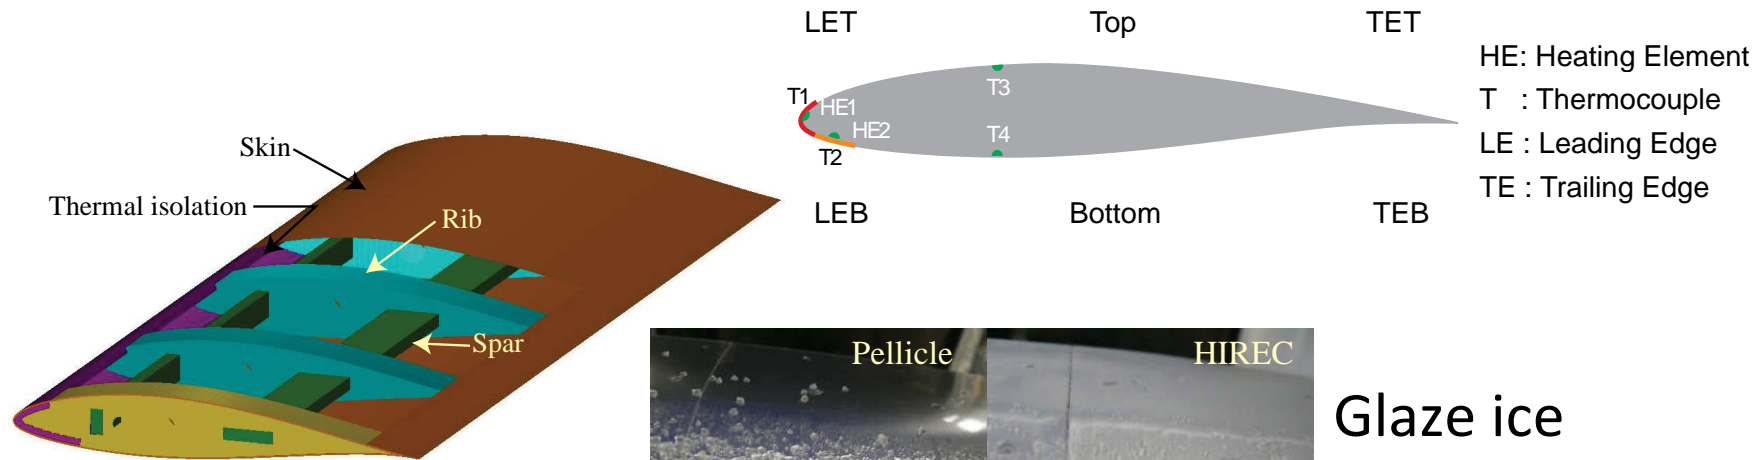 LET Top TET
HE: Heating Element
T : Thermocouple
LE : Leading Edge
TE : Trailing Edge
T1
HE1
HE2
T2
T3
T4
LEB Bottom TEB
Skin
Thermal isolation
Rib
Spar
Pellicle
HIREC
Glaze ice